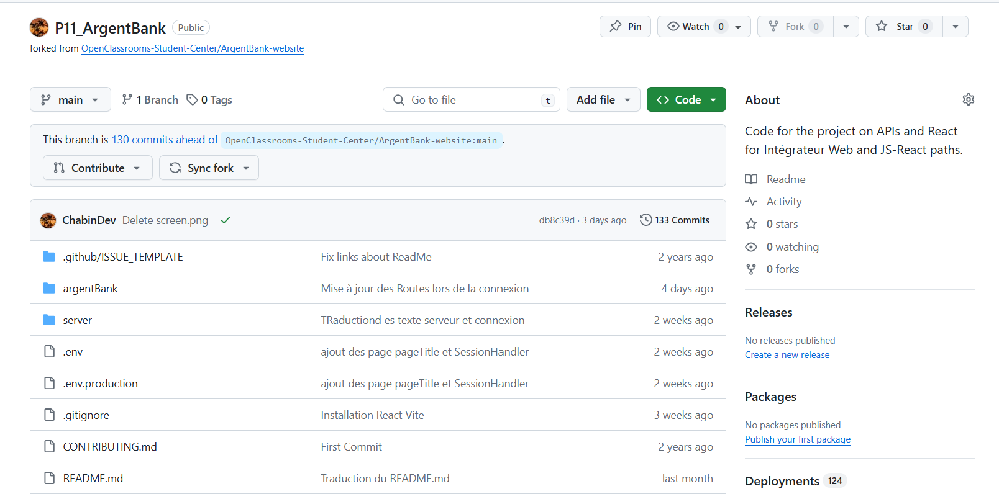 P11_ArgentBank Public
Pin
Watch 0
Fork 0
Star 0
forked from OpenClassrooms-Student-Center/ArgentBank-website
main
1 Branch
0 Tags
Go to file t
Add file
<> Code
This branch is 130 commits ahead of OpenClassrooms-Student-Center/ArgentBank-website:main .
Contribute
Sync fork
ChabinDev Delete screen.png db8c39d · 3 days ago 133 Commits
.github/ISSUE_TEMPLATE Fix links about ReadMe 2 years ago
argentBank Mise à jour des Routes lors de la connexion 4 days ago
server TRaductiond es texte serveur et connexion 2 weeks ago
.env ajout des page pageTitle et SessionHandler 2 weeks ago
.env.production ajout des page pageTitle et SessionHandler 2 weeks ago
.gitignore Installation React Vite 3 weeks ago
CONTRIBUTING.md First Commit 2 years ago
README.md Traduction du README.md last month
About
Code for the project on APIs and React
for Intégrateur Web and JS-React paths.
Readme
Activity
0 stars
0 watching
0 forks
Releases
No releases published
Create a new release
Packages
No packages published
Publish your first package
Deployments 124